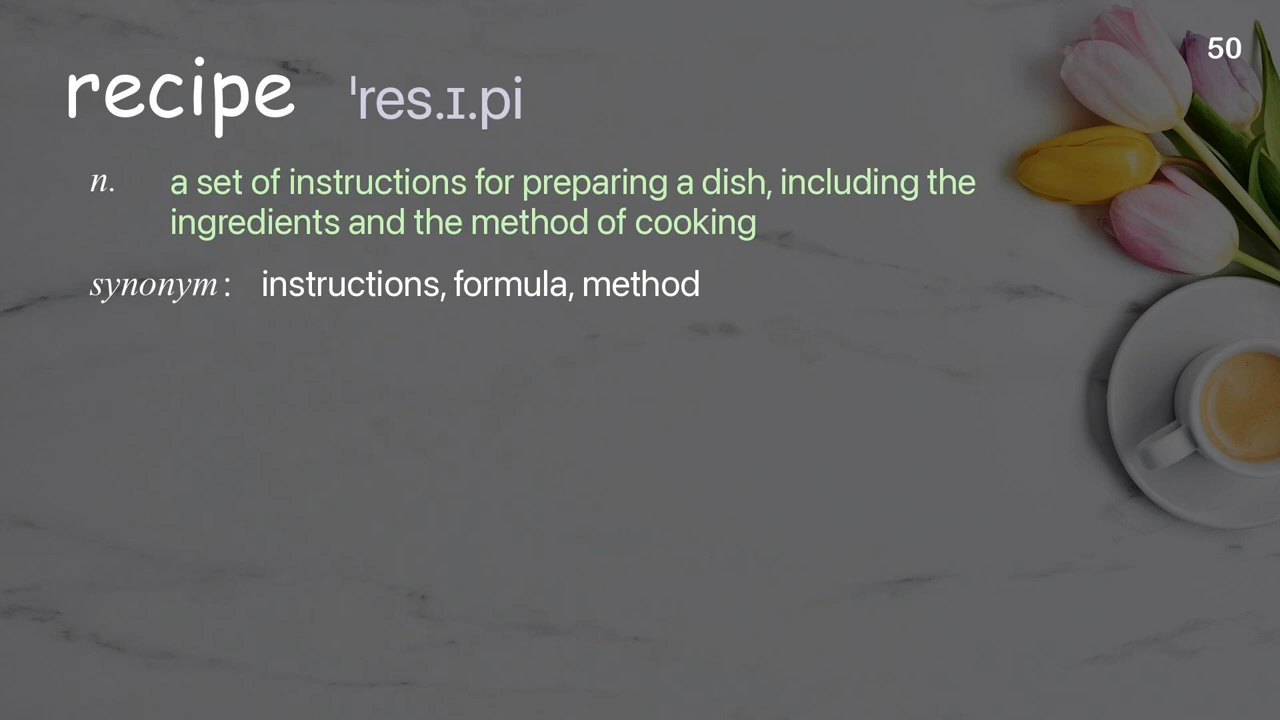 50
recipe ˈres.ɪ.pi
n. a set of instructions for preparing a dish, including the
ingredients and the method of cooking
synonym: instructions, formula, method